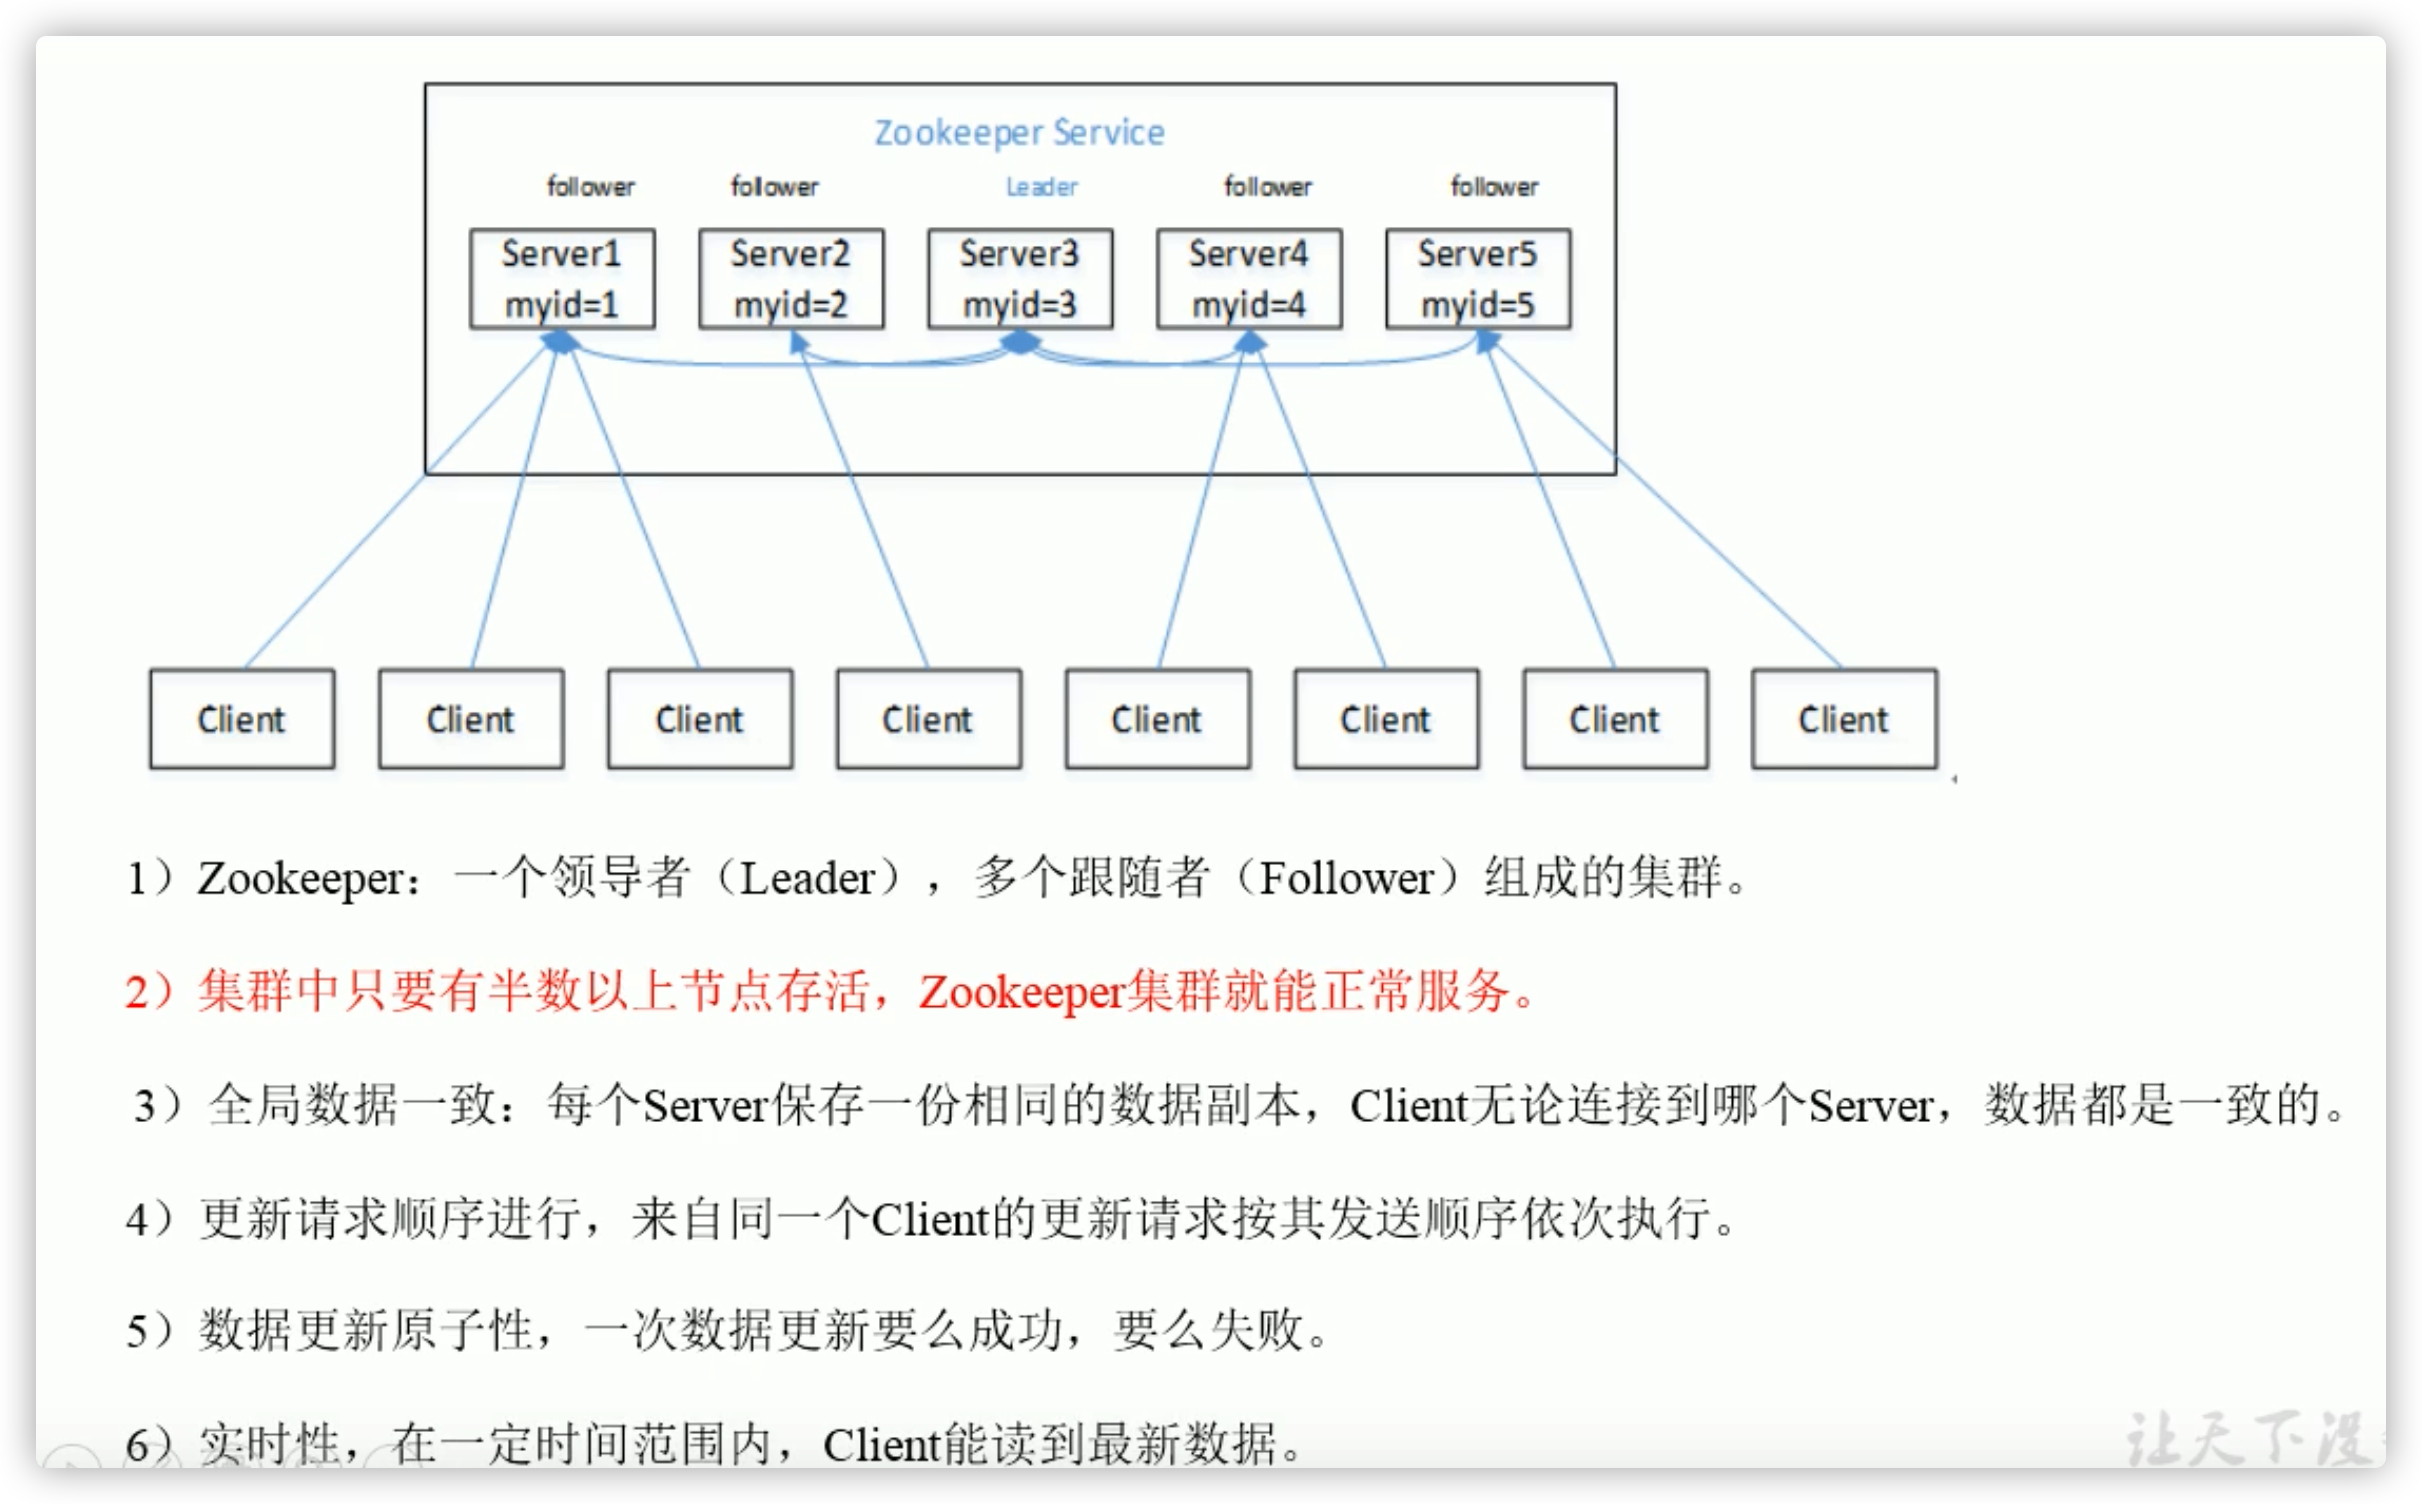 Zookeeper Service
follower follower Leader follower follower
Server1 Server2 Server3 Server4 Server5
myid=1 myid=2 myid=3 myid=4 myid=5
Client Client Client Client Client Client Client Client
1）Zookeeper：一个领导者（Leader），多个跟随者（Follower）组成的集群。
2）集群中只要有半数以上节点存活，Zookeeper集群就能正常服务。
3）全局数据一致：每个Server保存一份相同的数据副本，Client无论连接到哪个Server，数据都是一致的。
4）更新请求顺序进行，来自同一个Client的更新请求按其发送顺序依次执行。
5）数据更新原子性，一次数据更新要么成功，要么失败。
6）实时性，在一定时间范围内，Client能读到最新数据。
让天下没